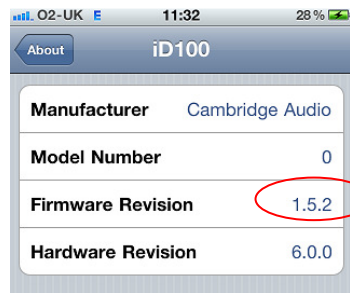 O2-UK E 11:32 28%
About iD100
Manufacturer Cambridge Audio
Model Number 0
Firmware Revision 1.5.2
Hardware Revision 6.0.0